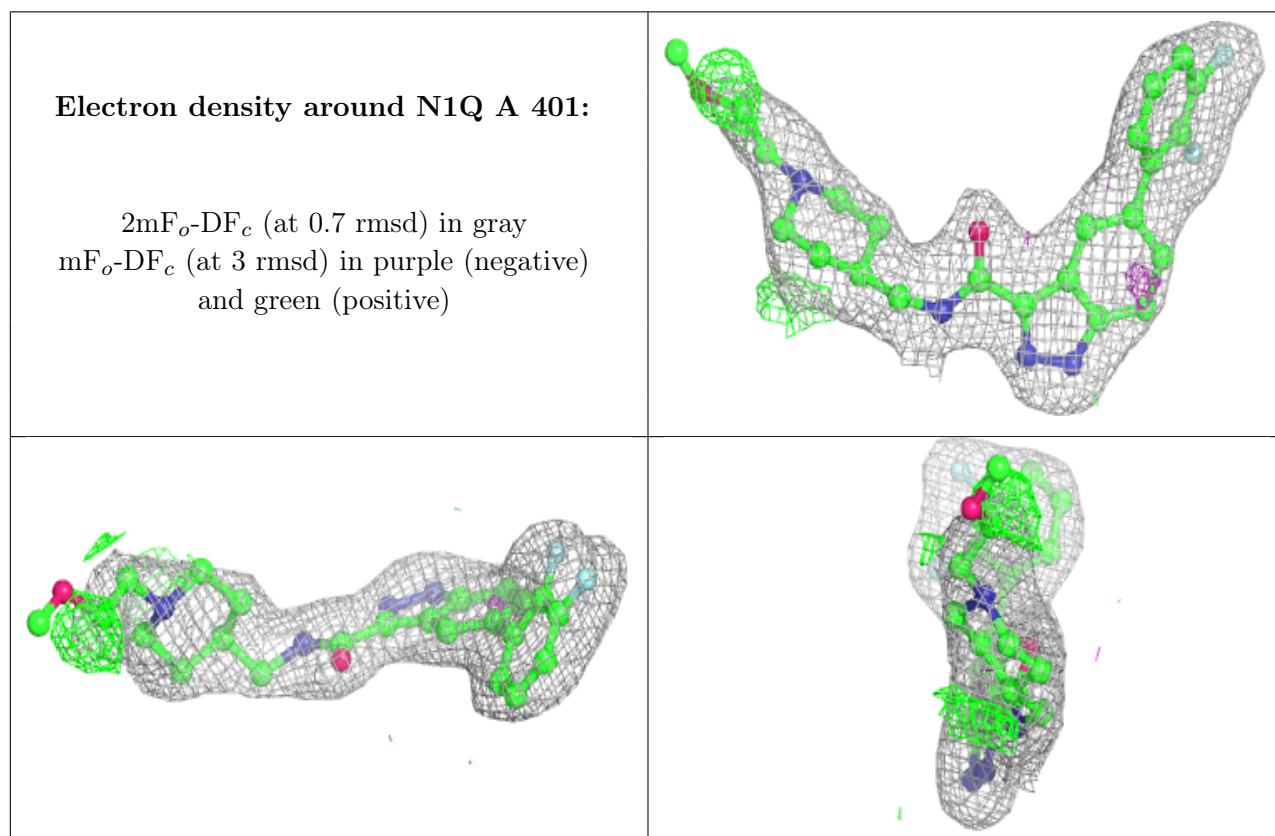 Electron density around N1Q A 401:
2mFo-DFc (at 0.7 rmsd) in gray
mFo-DFc (at 3 rmsd) in purple (negative)
and green (positive)